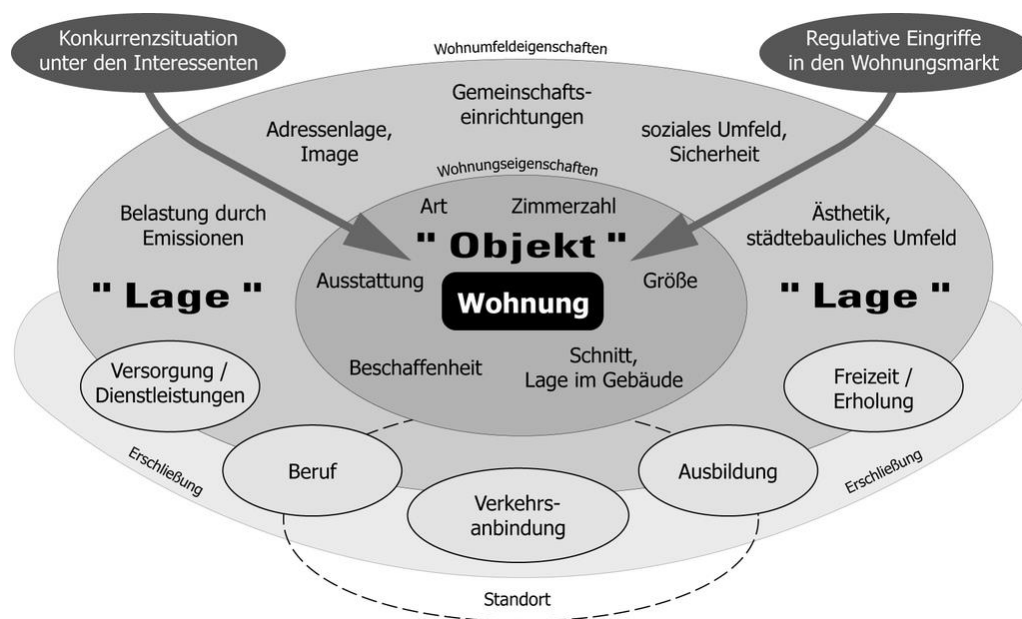 Konkurrenzsituation
unter den Interessenten
Wohnumfeldeigenschaften
Regulative Eingriffe
in den Wohnungsmarkt
Gemeinschafts-
einrichtungen
Adressenlage,
Image
soziales Umfeld,
Sicherheit
Wohnungseigenschaften
Belastung durch
Emissionen
Art
Zimmerzahl
Ästhetik,
städtebauliches Umfeld
" Objekt "
Ausstattung
Größe
" Lage "
Wohnung
" Lage "
Beschaffenheit
Schnitt,
Lage im Gebäude
Versorgung /
Dienstleistungen
Freizeit /
Erholung
Erschließung
Beruf
Ausbildung
Erschließung
Verkehrs-
anbindung
Standort